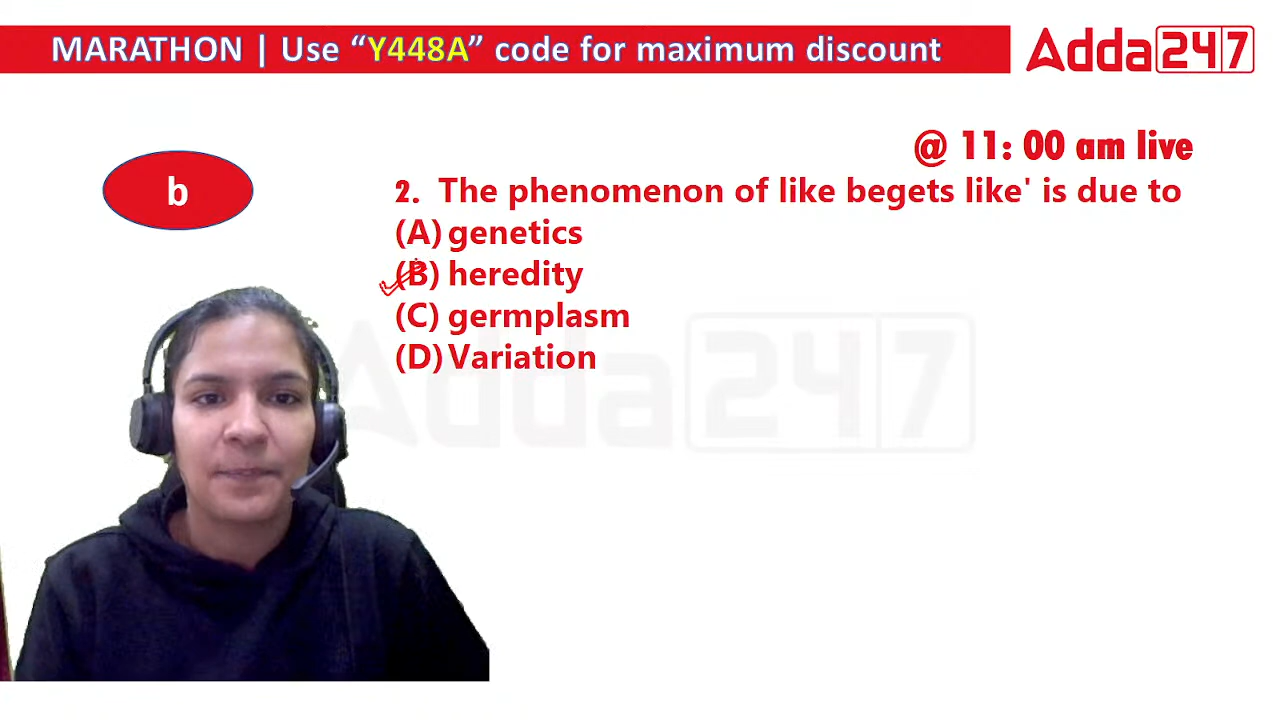 MARATHON | Use “Y448A” code for maximum discount
Adda247
@ 11: 00 am live
b
2. The phenomenon of like begets like' is due to
(A) genetics
(B) heredity
(C) germplasm
(D) Variation
Adda247